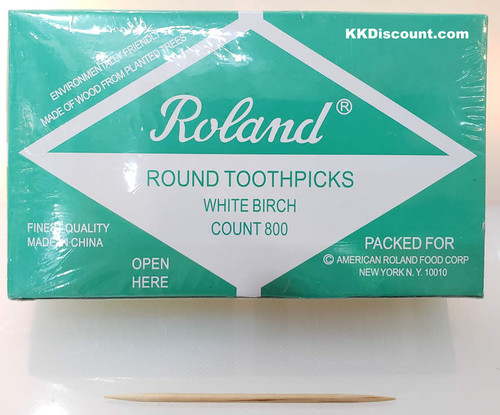 KKDiscount.com
ENVIRONMENTALLY FRIENDLY
MADE OF WOOD FROM PLANTED TREES
Roland®
ROUND TOOTHPICKS
WHITE BIRCH
COUNT 800
FINEST QUALITY
MADE IN CHINA
OPEN
HERE
PACKED FOR
© AMERICAN ROLAND FOOD CORP
NEW YORK N.Y. 10010